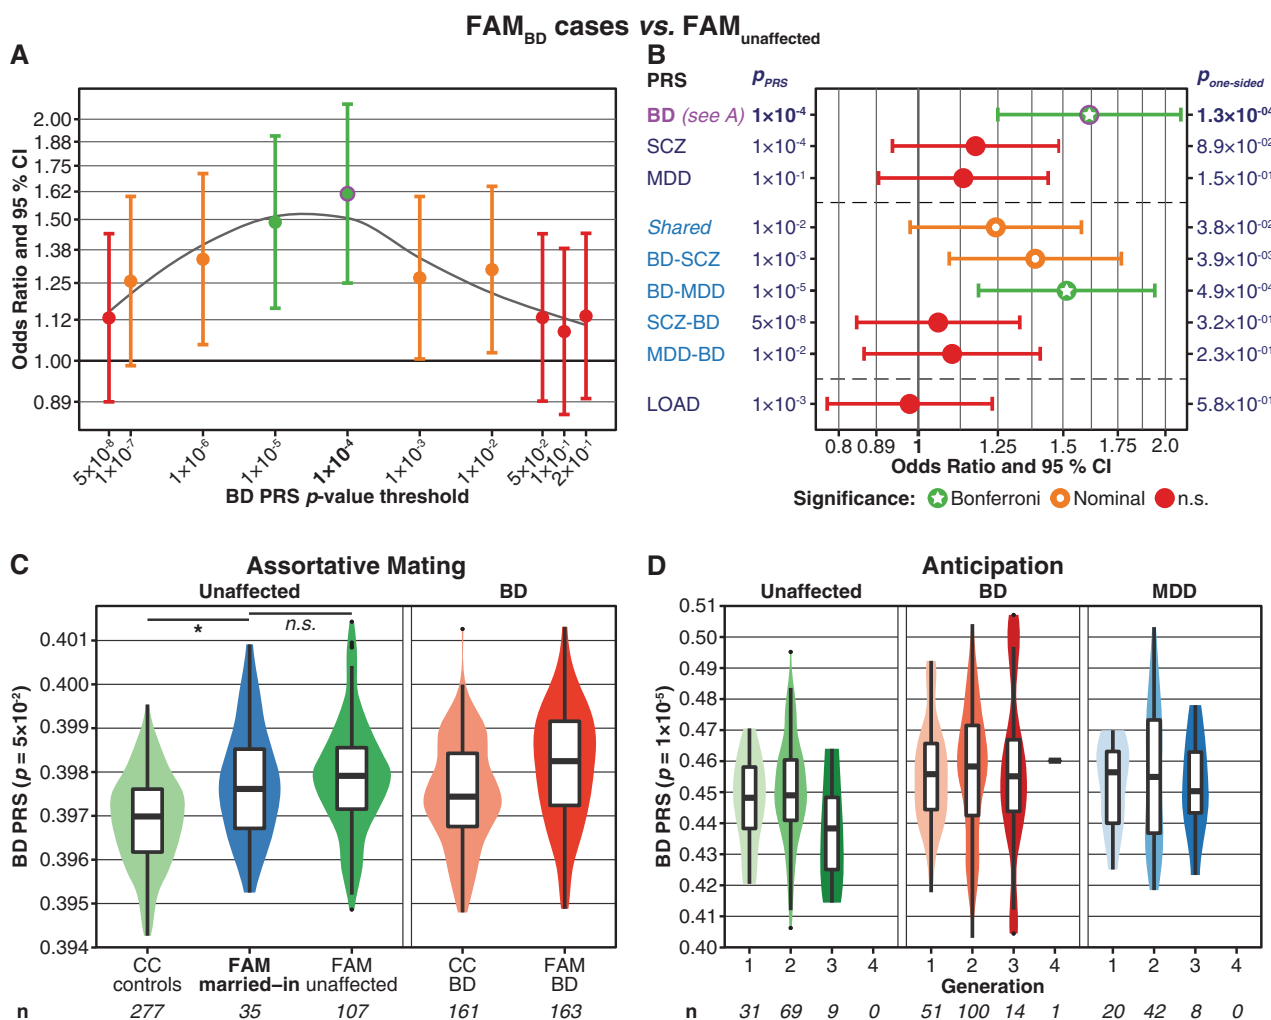 FAM_BD cases vs. FAM_unaffected
A
Odds Ratio and 95 % CI
2.00
1.88
1.75
1.62
1.50
1.38
1.25
1.12
1.00
0.89
5×10⁻⁸
1×10⁻⁷
1×10⁻⁶
1×10⁻⁵
1×10⁻⁴
1×10⁻³
1×10⁻²
5×10⁻²
1×10⁻¹
2×10⁻¹
BD PRS p-value threshold
B
PRS p_PRS p_one-sided
BD (see A) 1×10⁻⁴ 1.3×10⁻⁰⁴
SCZ 1×10⁻⁴ 8.9×10⁻⁰²
MDD 1×10⁻¹ 1.5×10⁻⁰¹
Shared 1×10⁻² 3.8×10⁻⁰²
BD-SCZ 1×10⁻³ 3.9×10⁻⁰³
BD-MDD 1×10⁻⁵ 4.9×10⁻⁰⁴
SCZ-BD 5×10⁻⁸ 3.2×10⁻⁰¹
MDD-BD 1×10⁻² 2.3×10⁻⁰¹
LOAD 1×10⁻³ 5.8×10⁻⁰¹
0.8 0.89 1 1.25 1.5 1.75 2.0
Odds Ratio and 95 % CI
Significance: Bonferroni Nominal n.s.
C
Assortative Mating
Unaffected BD
* n.s.
BD PRS (p = 5×10⁻²)
0.401
0.400
0.399
0.398
0.397
0.396
0.395
0.394
CC controls
FAM married–in
FAM unaffected
CC BD
FAM BD
n 277 35 107 161 163
D
Anticipation
Unaffected BD MDD
BD PRS (p = 1×10⁻⁵)
0.51
0.50
0.49
0.48
0.47
0.46
0.45
0.44
0.43
0.42
0.41
0.40
1 2 3 4 1 2 3 4 1 2 3 4
Generation
n 31 69 9 0 51 100 14 1 20 42 8 0